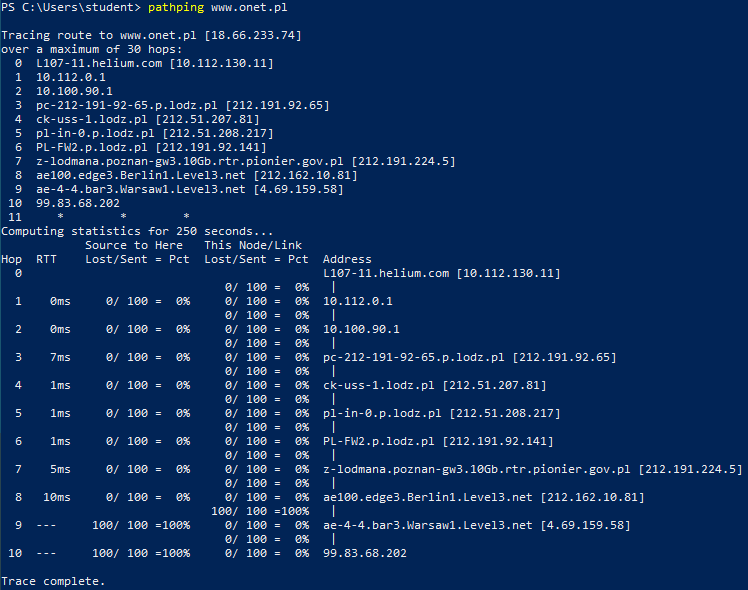 PS C:\Users\student> pathping www.onet.pl
Tracing route to www.onet.pl [18.66.233.74]
over a maximum of 30 hops:
  0  L107-11.helium.com [10.112.130.11]
  1  10.112.0.1
  2  10.100.90.1
  3  pc-212-191-92-65.p.lodz.pl [212.191.92.65]
  4  ck-uss-1.lodz.pl [212.51.207.81]
  5  pl-in-0.p.lodz.pl [212.51.208.217]
  6  PL-FW2.p.lodz.pl [212.191.92.141]
  7  z-lodmana.poznan-gw3.10Gb.rtr.pionier.gov.pl [212.191.224.5]
  8  ae100.edge3.Berlin1.Level3.net [212.162.10.81]
  9  ae-4-4.bar3.Warsaw1.Level3.net [4.69.159.58]
 10  99.83.68.202
 11     *        *        *
Computing statistics for 250 seconds...
            Source to Here   This Node/Link
Hop  RTT    Lost/Sent = Pct  Lost/Sent = Pct  Address
  0                                           L107-11.helium.com [10.112.130.11]
                                0/ 100 =  0%   |
  1    0ms     0/ 100 =  0%     0/ 100 =  0%  10.112.0.1
                                0/ 100 =  0%   |
  2    0ms     0/ 100 =  0%     0/ 100 =  0%  10.100.90.1
                                0/ 100 =  0%   |
  3    7ms     0/ 100 =  0%     0/ 100 =  0%  pc-212-191-92-65.p.lodz.pl [212.191.92.65]
                                0/ 100 =  0%   |
  4    1ms     0/ 100 =  0%     0/ 100 =  0%  ck-uss-1.lodz.pl [212.51.207.81]
                                0/ 100 =  0%   |
  5    1ms     0/ 100 =  0%     0/ 100 =  0%  pl-in-0.p.lodz.pl [212.51.208.217]
                                0/ 100 =  0%   |
  6    1ms     0/ 100 =  0%     0/ 100 =  0%  PL-FW2.p.lodz.pl [212.191.92.141]
                                0/ 100 =  0%   |
  7    5ms     0/ 100 =  0%     0/ 100 =  0%  z-lodmana.poznan-gw3.10Gb.rtr.pionier.gov.pl [212.191.224.5]
                                0/ 100 =  0%   |
  8   10ms     0/ 100 =  0%     0/ 100 =  0%  ae100.edge3.Berlin1.Level3.net [212.162.10.81]
                              100/ 100 =100%   |
  9  ---     100/ 100 =100%     0/ 100 =  0%  ae-4-4.bar3.Warsaw1.Level3.net [4.69.159.58]
                                0/ 100 =  0%   |
 10  ---     100/ 100 =100%     0/ 100 =  0%  99.83.68.202
Trace complete.